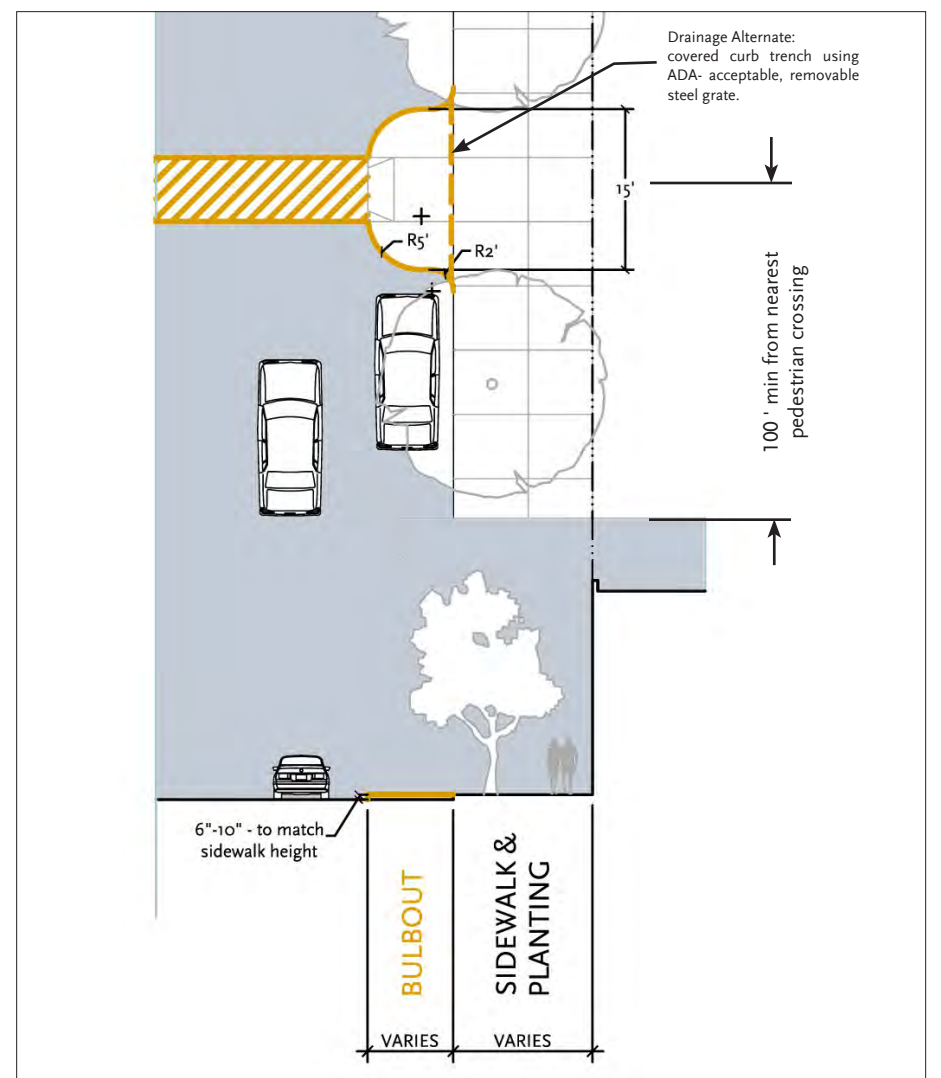 Drainage Alternate:
covered curb trench using
ADA- acceptable, removable
steel grate.
15'
R5'
R2'
100 ' min from nearest
pedestrian crossing
6"-10" - to match
sidewalk height
BULBOUT
SIDEWALK &
PLANTING
VARIES
VARIES